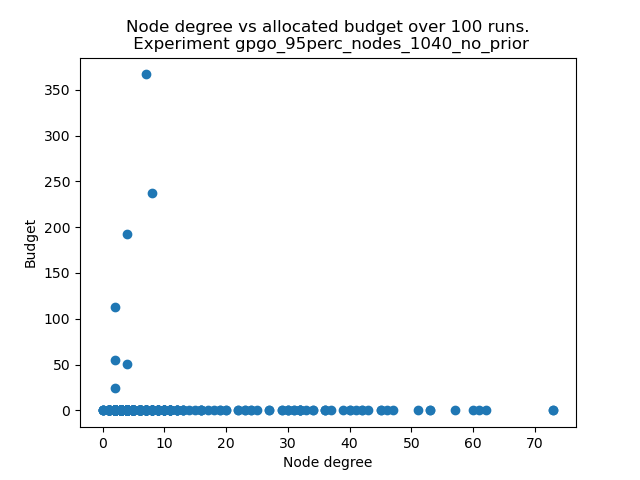 Node degree vs allocated budget over 100 runs.
Experiment gpgo_95perc_nodes_1040_no_prior
350
300
250
200
150
100
50
0
Budget
0 10 20 30 40 50 60 70
Node degree